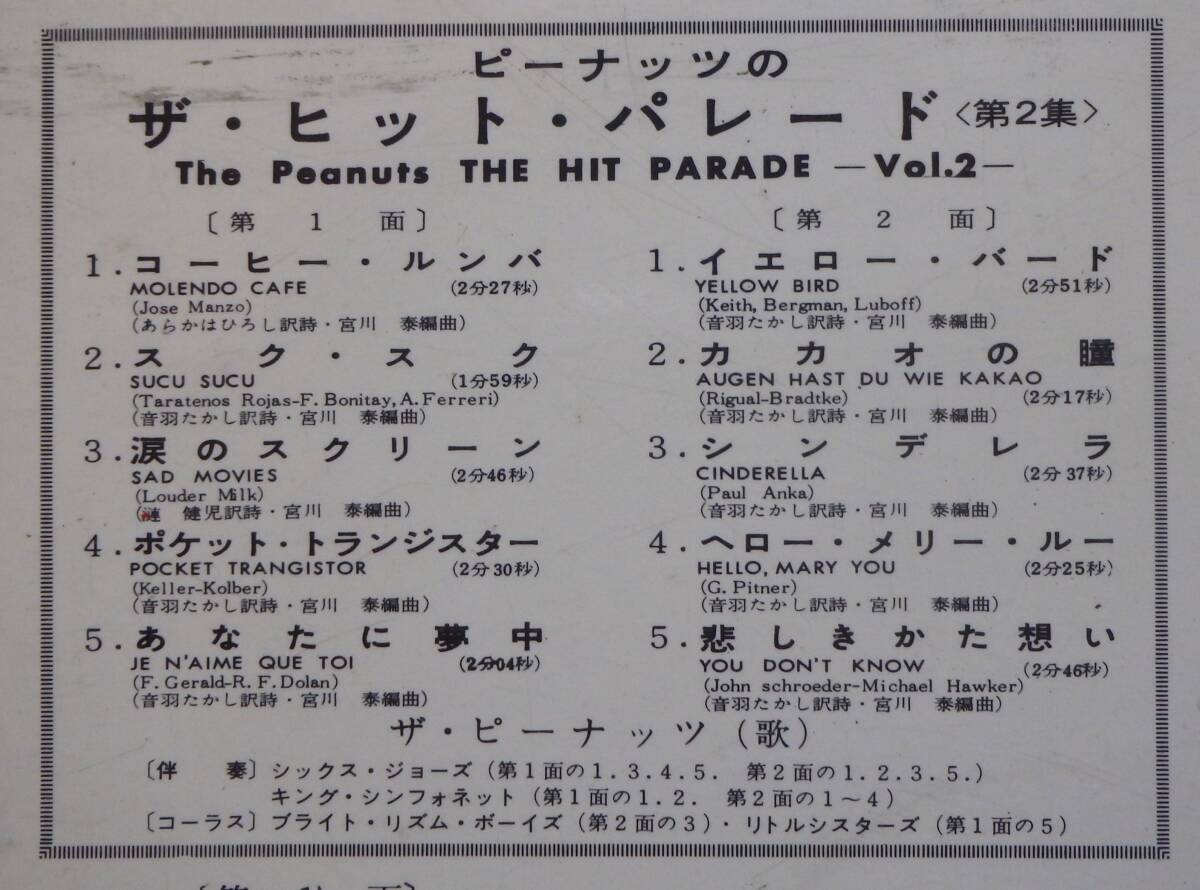 ピーナッツの
ザ・ヒット・パレード〈第2集〉
The Peanuts THE HIT PARADE —Vol.2—
〔第1面〕
1.コーヒー・ルンバ
MOLENDO CAFE (2分27秒)
(Jose Manzo)
(あらかはひろし訳詩・宮川 泰編曲)
2.スク・スク
SUCU SUCU (1分59秒)
(Taratenos Rojas-F. Bonitay, A. Ferreri)
(音羽たかし訳詩・宮川 泰編曲)
3.涙のスクリーン
SAD MOVIES (2分46秒)
(Louder Milk)
(漣 健児訳詩・宮川 泰編曲)
4.ポケット・トランジスター
POCKET TRANGISTOR (2分30秒)
(Keller-Kolber)
(音羽たかし訳詩・宮川 泰編曲)
5.あなたに夢中
JE N'AIME QUE TOI (2分04秒)
(F. Gerald-R. F. Dolan)
(音羽たかし訳詩・宮川 泰編曲)
〔第2面〕
1.イエロー・バード
YELLOW BIRD (2分51秒)
(Keith, Bergman, Luboff)
(音羽たかし訳詩・宮川 泰編曲)
2.カカオの瞳
AUGEN HAST DU WIE KAKAO
(Rigual-Bradtke) (2分17秒)
(音羽たかし訳詩・宮川 泰編曲)
3.シンデレラ
CINDERELLA (2分37秒)
(Paul Anka)
(音羽たかし訳詩・宮川 泰編曲)
4.ヘロー・メリー・ルー
HELLO, MARY YOU (2分25秒)
(G. Pitner)
(音羽たかし訳詩・宮川 泰編曲)
5.悲しきかた想い
YOU DON'T KNOW (2分46秒)
(John schroeder-Michael Hawker)
(音羽たかし訳詩・宮川 泰編曲)
ザ・ピーナッツ(歌)
〔伴奏〕シックス・ジョーズ(第1面の1.3.4.5. 第2面の1.2.3.5.)
キング・シンフォネット(第1面の1.2. 第2面の1～4)
〔コーラス〕ブライト・リズム・ボーイズ(第2面の3)・リトルシスターズ(第1面の5)